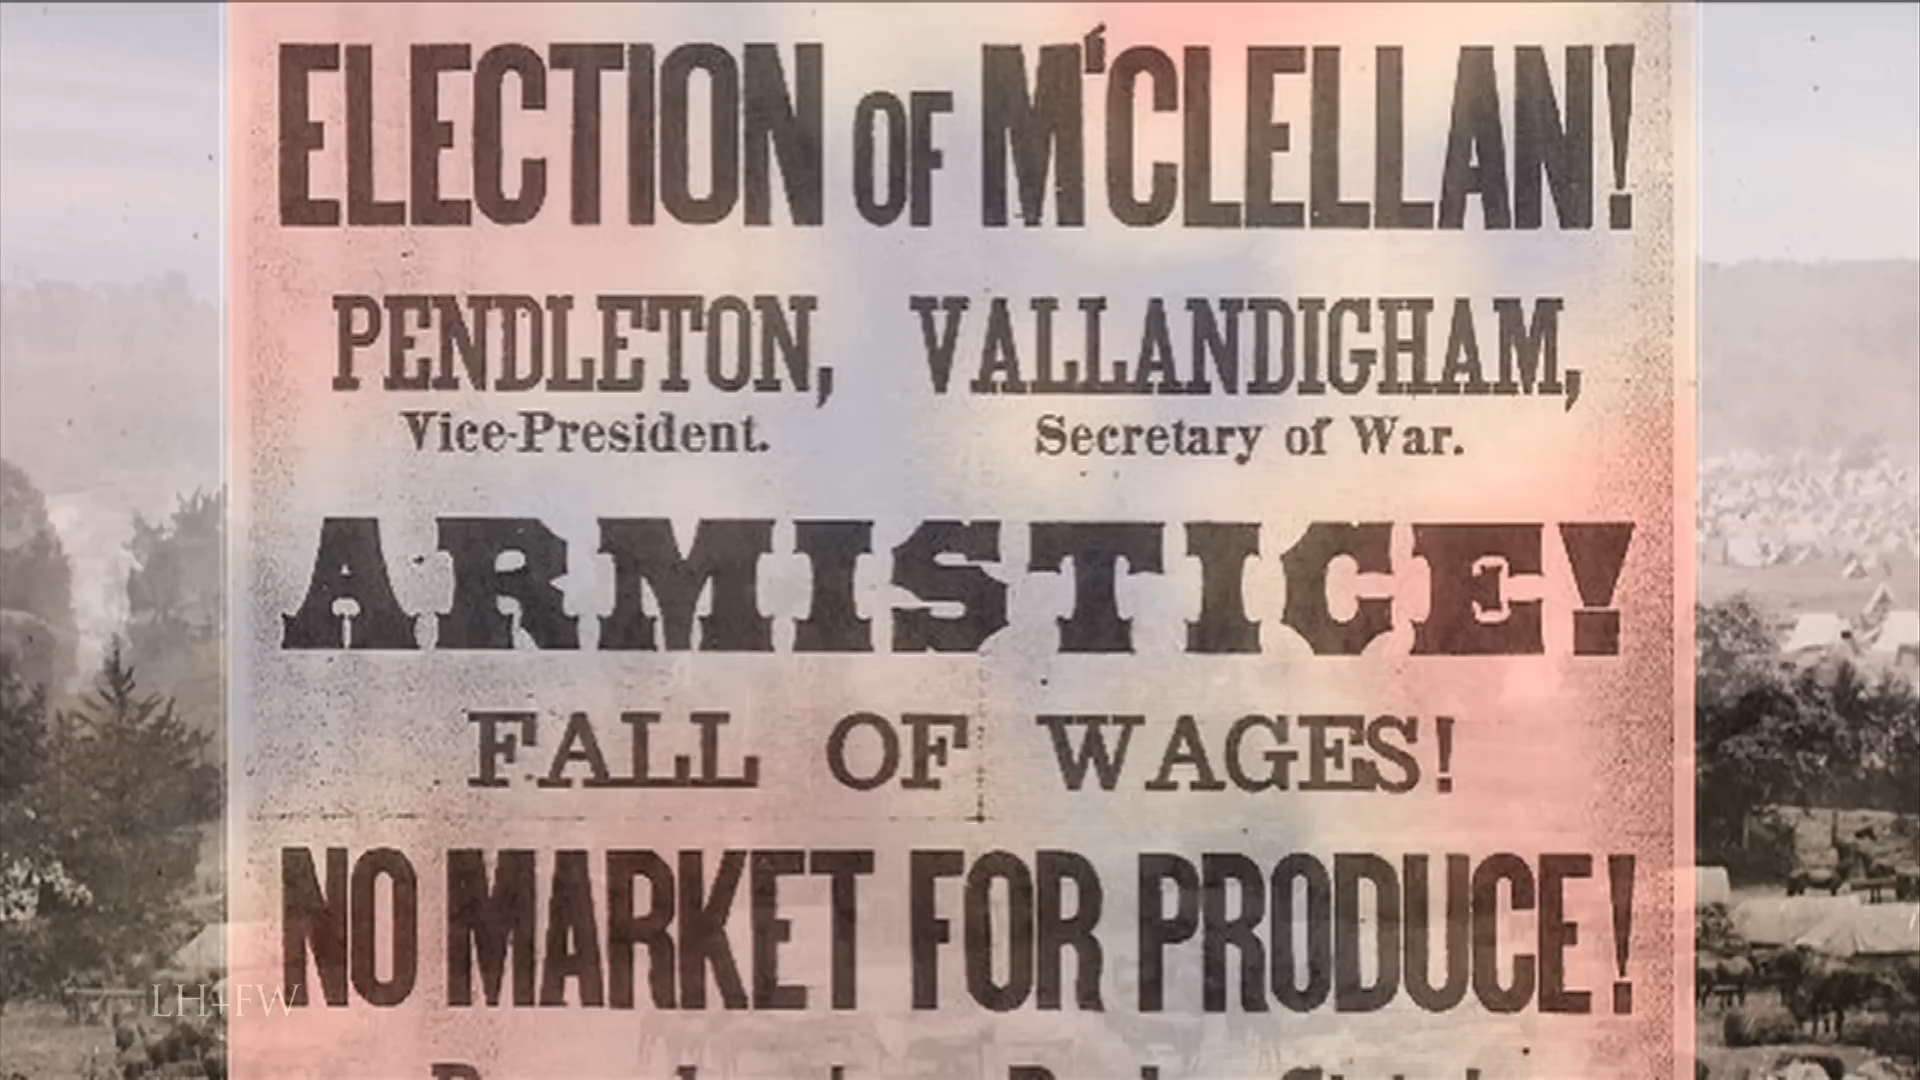 ELECTION OF M'CLELLAN!
PENDLETON, VALLANDIGHAM,
Vice-President. Secretary of War.
ARMISTICE!
FALL OF WAGES!
NO MARKET FOR PRODUCE!
LH+FW